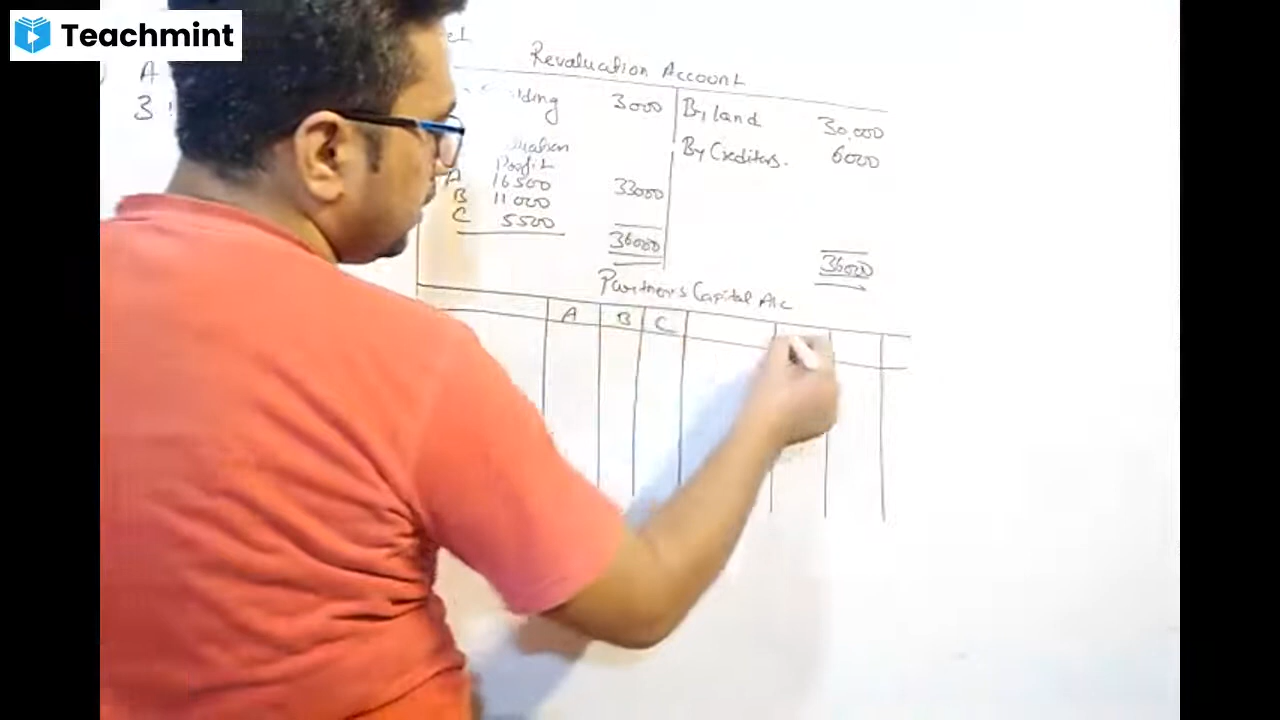 Teachmint
Revaluation Account
3000 By land 30,000
By Creditors. 6000
Profit
A 16500 33000
B 11000
C 5500
36000 36000
Partners Capital A/c
A B C
A
3